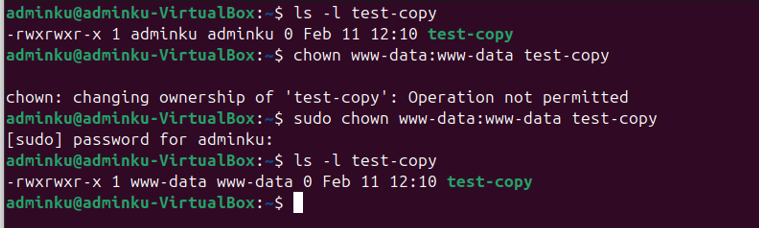 adminku@adminku-VirtualBox:~$ ls -l test-copy
-rwxrwxr-x 1 adminku adminku 0 Feb 11 12:10 test-copy
adminku@adminku-VirtualBox:~$ chown www-data:www-data test-copy
chown: changing ownership of 'test-copy': Operation not permitted
adminku@adminku-VirtualBox:~$ sudo chown www-data:www-data test-copy
[sudo] password for adminku:
adminku@adminku-VirtualBox:~$ ls -l test-copy
-rwxrwxr-x 1 www-data www-data 0 Feb 11 12:10 test-copy
adminku@adminku-VirtualBox:~$